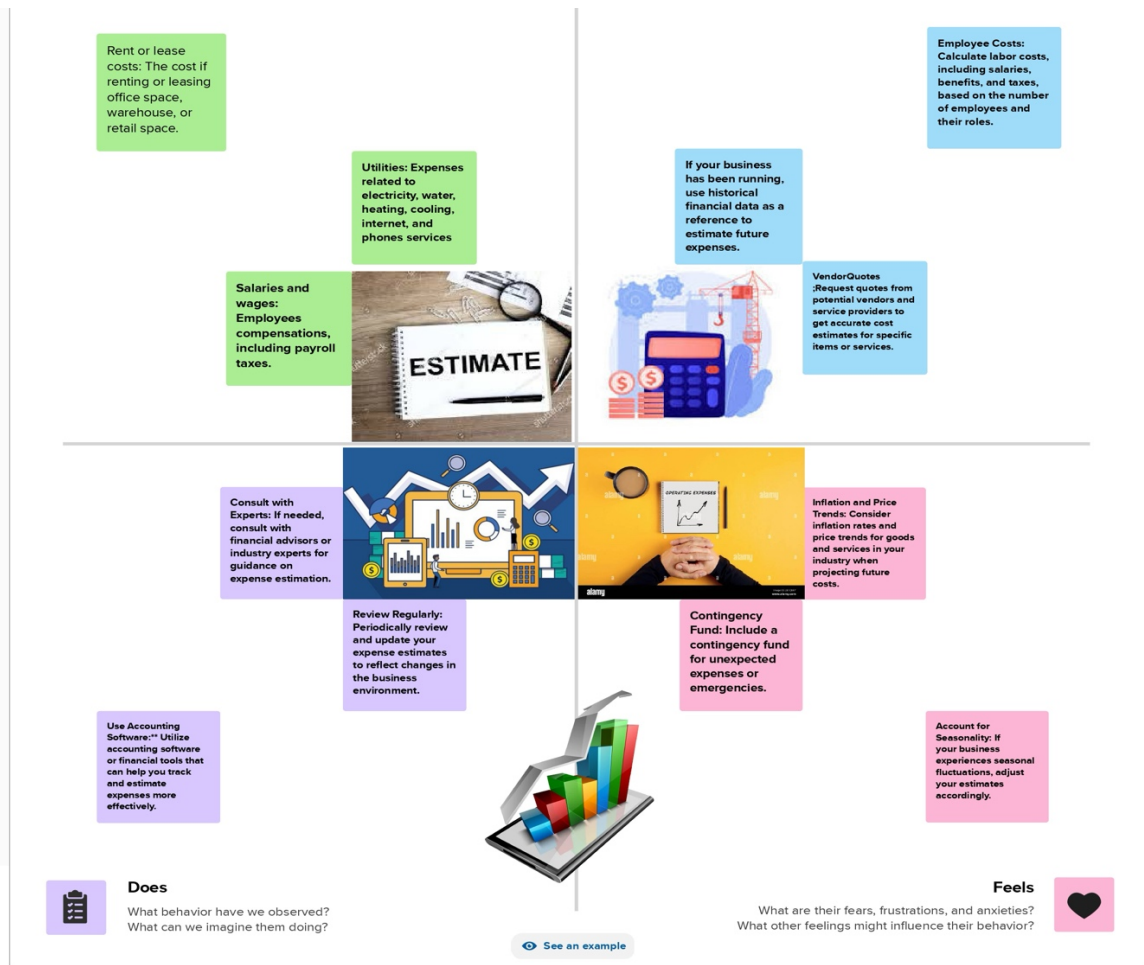 Rent or lease
costs: The cost if
renting or leasing
office space,
warehouse, or
retail space.
Utilities: Expenses
related to
electricity, water,
heating, cooling,
internet, and
phones services
Salaries and
wages:
Employees
compensations,
including payroll
taxes.
ESTIMATE
Employee Costs:
Calculate labor costs,
including salaries,
benefits, and taxes,
based on the number
of employees and
their roles.
If your business
has been running,
use historical
financial data as a
reference to
estimate future
expenses.
VendorQuotes
;Request quotes from
potential vendors and
service providers to
get accurate cost
estimates for specific
items or services.
$ $
Consult with
Experts: If needed,
consult with
financial advisors or
industry experts for
guidance on
expense estimation.
$
$
$
Review Regularly:
Periodically review
and update your
expense estimates
to reflect changes in
the business
environment.
Use Accounting
Software:** Utilize
accounting software
or financial tools that
can help you track
and estimate
expenses more
effectively.
OPERATING EXPENSES
alamy
alamy
alamy
alamy
a
a
Inflation and Price
Trends: Consider
inflation rates and
price trends for goods
and services in your
industry when
projecting future
costs.
Contingency
Fund: Include a
contingency fund
for unexpected
expenses or
emergencies.
Account for
Seasonality: If
your business
experiences seasonal
fluctuations, adjust
your estimates
accordingly.
Does
What behavior have we observed?
What can we imagine them doing?
Feels
What are their fears, frustrations, and anxieties?
What other feelings might influence their behavior?
See an example